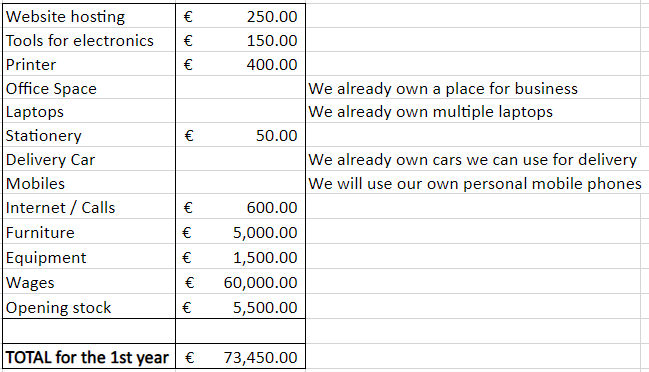 Website hosting € 250.00
Tools for electronics € 150.00
Printer € 400.00
Office Space We already own a place for business
Laptops We already own multiple laptops
Stationery € 50.00
Delivery Car We already own cars we can use for delivery
Mobiles We will use our own personal mobile phones
Internet / Calls € 600.00
Furniture € 5,000.00
Equipment € 1,500.00
Wages € 60,000.00
Opening stock € 5,500.00
TOTAL for the 1st year € 73,450.00